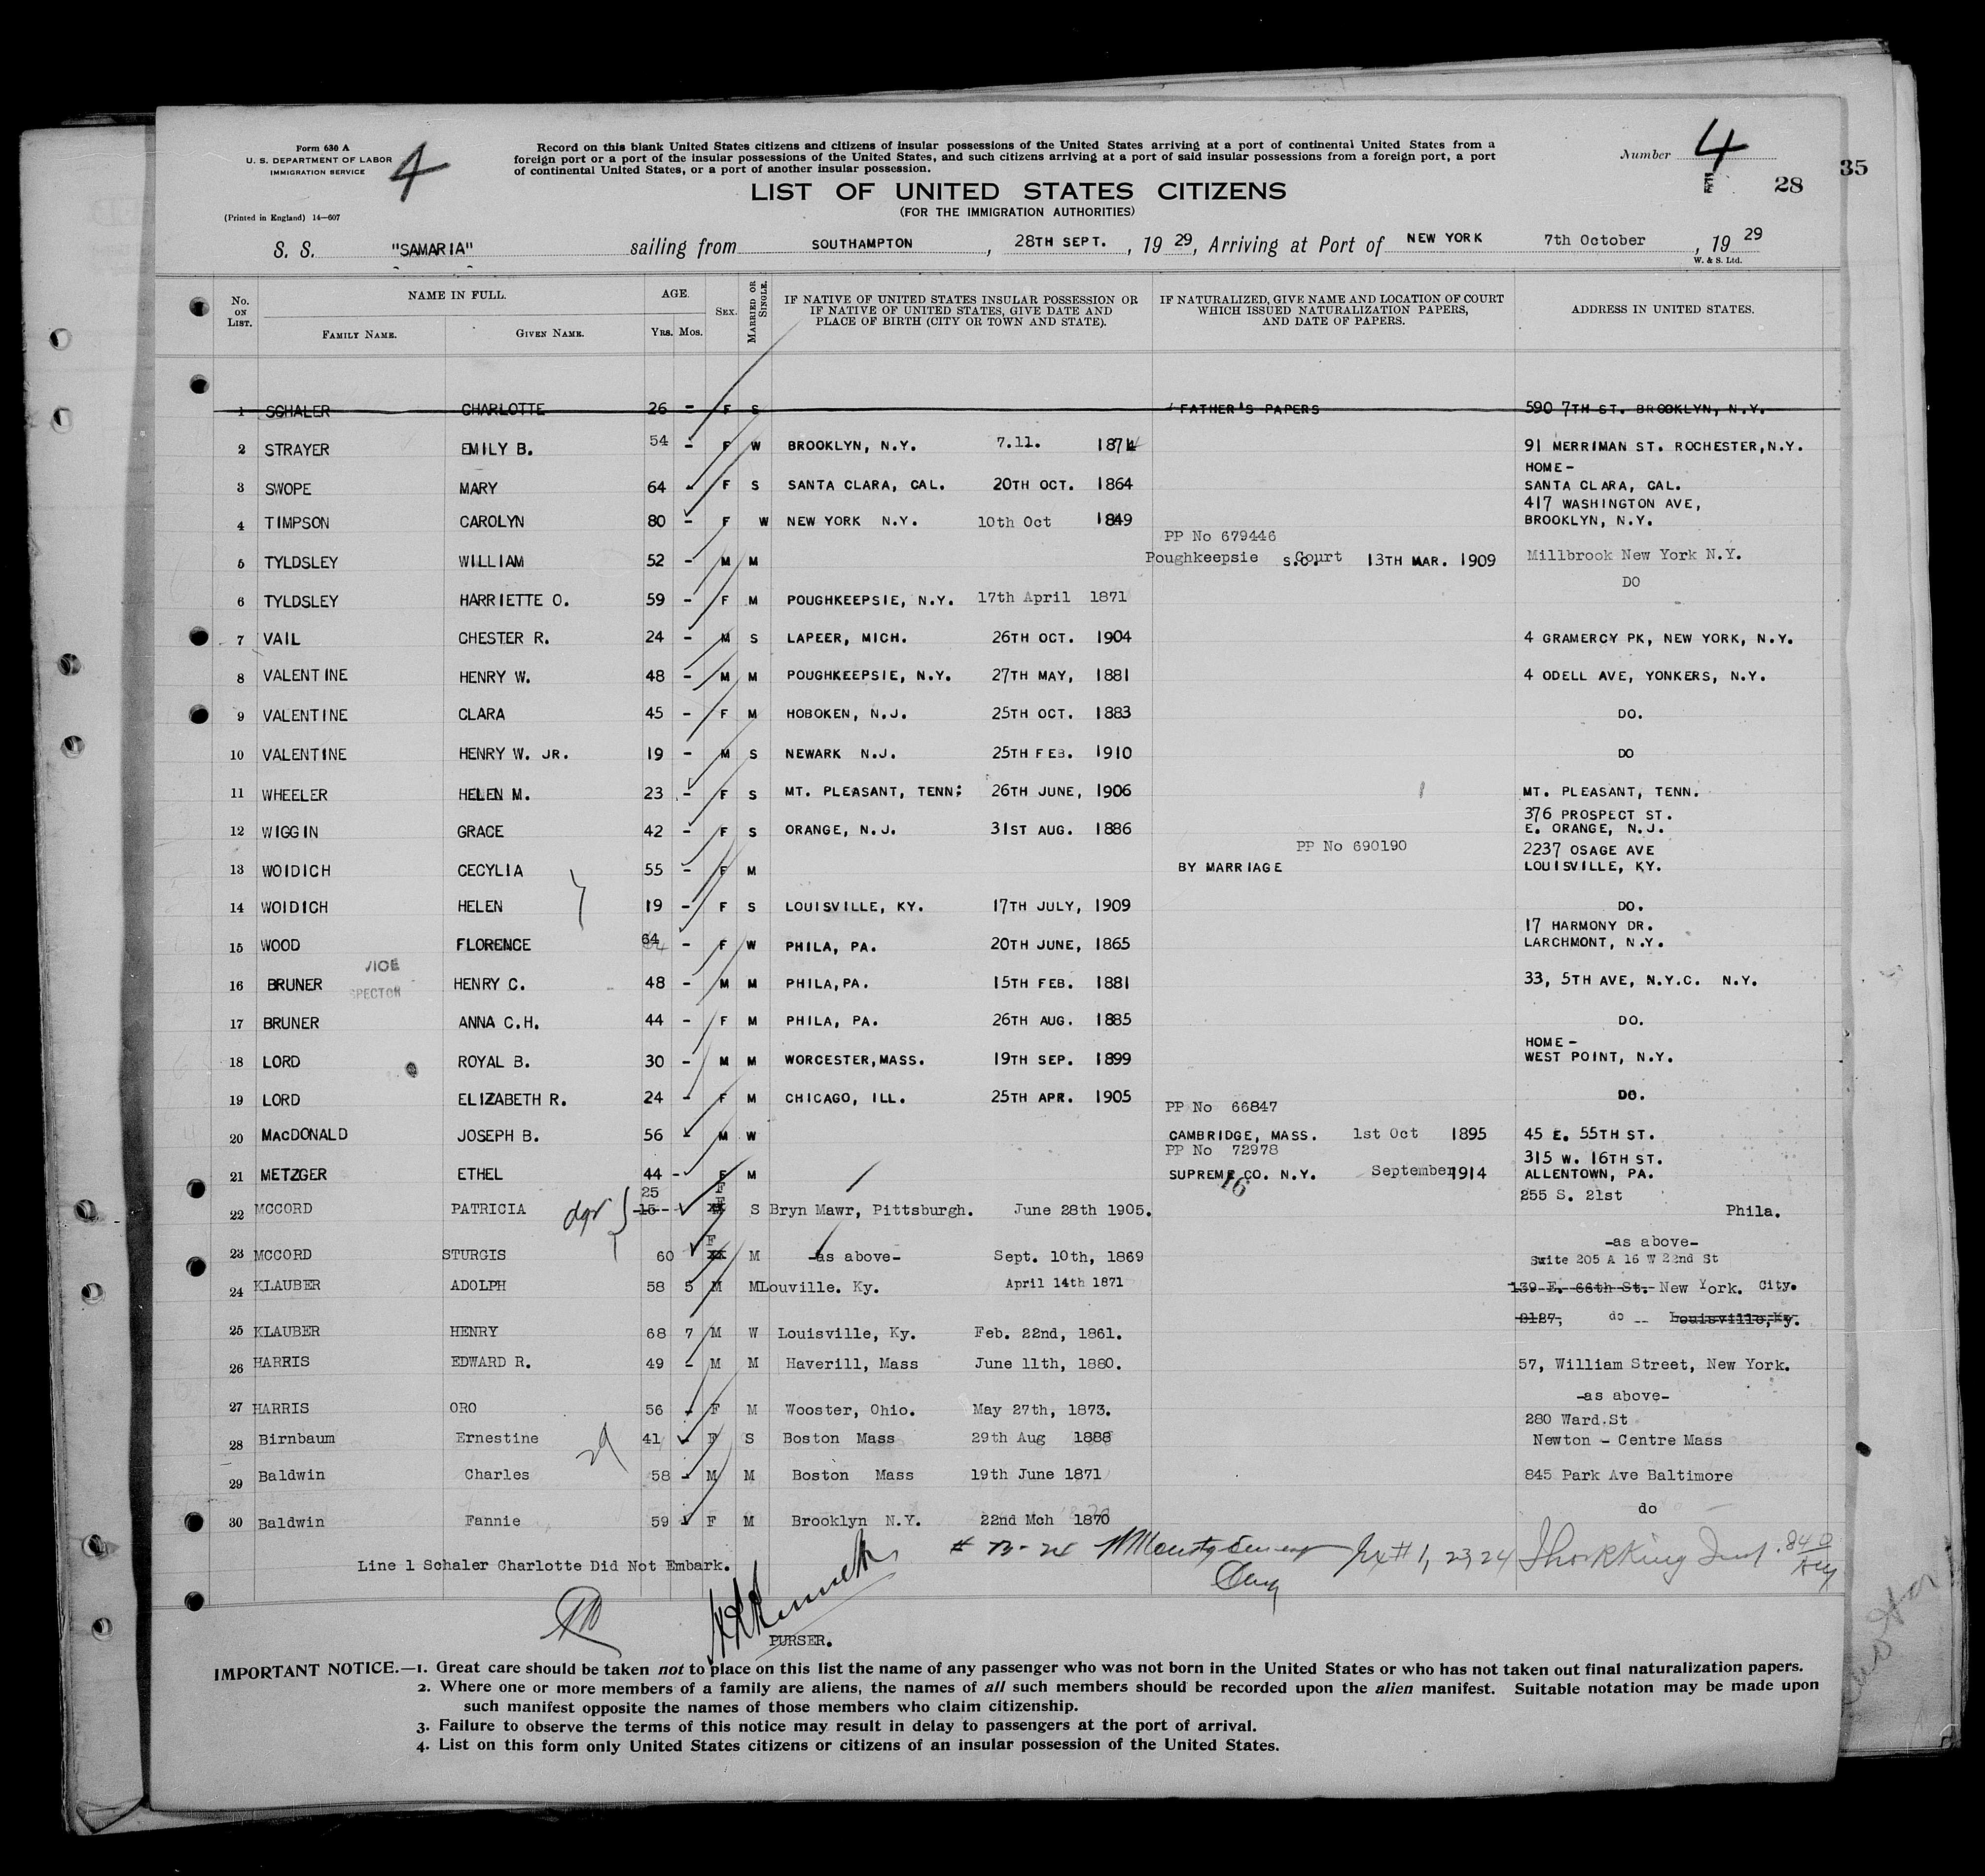 Form 630 A
U. S. DEPARTMENT OF LABOR
IMMIGRATION SERVICE
4
(Printed in England) 14—607
Record on this blank United States citizens and citizens of insular possessions of the United States arriving at a port of continental United States from a
foreign port or a port of the insular possessions of the United States, and such citizens arriving at a port of said insular possessions from a foreign port, a port
of continental United States, or a port of another insular possession.
Number 4
28
35
LIST OF UNITED STATES CITIZENS
(FOR THE IMMIGRATION AUTHORITIES)
S. S. "SAMARIA" sailing from SOUTHAMPTON, 28TH SEPT., 19 29, Arriving at Port of NEW YORK 7th October, 19 29
W. & S. Ltd.
No. ON LIST. NAME IN FULL. FAMILY NAME. GIVEN NAME. AGE. YRS. MOS. SEX. MARRIED OR SINGLE. IF NATIVE OF UNITED STATES INSULAR POSSESSION OR IF NATIVE OF UNITED STATES, GIVE DATE AND PLACE OF BIRTH (CITY OR TOWN AND STATE). IF NATURALIZED, GIVE NAME AND LOCATION OF COURT WHICH ISSUED NATURALIZATION PAPERS, AND DATE OF PAPERS. ADDRESS IN UNITED STATES.
1 SCHALER CHARLOTTE 26 - F S FATHER'S PAPERS 590 7TH ST. BROOKLYN, N.Y.
2 STRAYER EMILY B. 54 - F W BROOKLYN, N.Y. 7.11. 1874 91 MERRIMAN ST. ROCHESTER, N.Y.
HOME-
3 SWOPE MARY 64 - F S SANTA CLARA, CAL. 20TH OCT. 1864 SANTA CLARA, CAL.
417 WASHINGTON AVE,
4 TIMPSON CAROLYN 80 - F W NEW YORK N.Y. 10th Oct 1849 BROOKLYN, N.Y.
PP No 679446
5 TYLDSLEY WILLIAM 52 - M M Poughkeepsie S.C. Court 13TH MAR. 1909 Millbrook New York N.Y.
DO
6 TYLDSLEY HARRIETTE O. 59 - F M POUGHKEEPSIE, N.Y. 17th April 1871
7 VAIL CHESTER R. 24 - M S LAPEER, MICH. 26TH OCT. 1904 4 GRAMERCY PK, NEW YORK, N.Y.
8 VALENTINE HENRY W. 48 - M M POUGHKEEPSIE, N.Y. 27TH MAY, 1881 4 ODELL AVE, YONKERS, N.Y.
9 VALENTINE CLARA 45 - F M HOBOKEN, N.J. 25TH OCT. 1883 DO.
10 VALENTINE HENRY W. JR. 19 - M S NEWARK N.J. 25TH FEB. 1910 DO
11 WHEELER HELEN M. 23 - F S MT. PLEASANT, TENN; 26TH JUNE, 1906 MT. PLEASANT, TENN.
376 PROSPECT ST.
12 WIGGIN GRACE 42 - F S ORANGE, N.J. 31ST AUG. 1886 E. ORANGE, N.J.
PP No 690190 2237 OSAGE AVE
13 WOIDICH CECYLIA 55 - F M BY MARRIAGE LOUISVILLE, KY.
14 WOIDICH HELEN 19 - F S LOUISVILLE, KY. 17TH JULY, 1909 DO.
17 HARMONY DR.
15 WOOD FLORENCE 64 - F W PHILA, PA. 20TH JUNE, 1865 LARCHMONT, N.Y.
VICE
SPECTOR
16 BRUNER HENRY C. 48 - M M PHILA, PA. 15TH FEB. 1881 33, 5TH AVE, N.Y.C. N.Y.
17 BRUNER ANNA C.H. 44 - F M PHILA, PA. 26TH AUG. 1885 DO.
HOME-
18 LORD ROYAL B. 30 - M M WORCESTER, MASS. 19TH SEP. 1899 WEST POINT, N.Y.
19 LORD ELIZABETH R. 24 - F M CHICAGO, ILL. 25TH APR. 1905 DO.
PP No 66847
20 MacDONALD JOSEPH B. 56 - M W CAMBRIDGE, MASS. 1st Oct 1895 45 E. 55TH ST.
PP No 72978 315 W. 16TH ST.
21 METZGER ETHEL 44 - F M SUPREME CO. N.Y. September 1914 ALLENTOWN, PA.
16
25 F 255 S. 21st
22 MCCORD PATRICIA dgr 15 -- F S Bryn Mawr, Pittsburgh. June 28th 1905. Phila.
-as above-
23 MCCORD STURGIS 60 F M -as above- Sept. 10th, 1869
Suite 205 A 16 W 22nd St
24 KLAUBER ADOLPH 58 5 M M Louville. Ky. April 14th 1871 139 E. 66th St. New York. City.
2127, do -- Louisville, Ky.
25 KLAUBER HENRY 68 7 M W Louisville, Ky. Feb. 22nd, 1861.
26 HARRIS EDWARD R. 49 - M M Haverill, Mass June 11th, 1880. 57, William Street, New York.
-as above-
27 HARRIS ORO 56 - F M Wooster, Ohio. May 27th, 1873.
280 Ward.St
28 Birnbaum Ernestine 41 - F S Boston Mass 29th Aug 1888 Newton - Centre Mass
29 Baldwin Charles 58 - M M Boston Mass 19th June 1871 845 Park Ave Baltimore
do
30 Baldwin Fannie 59 F M Brooklyn N.Y. 22nd Mch 1870
Line 1 Schaler Charlotte Did Not Embark.
PURSER.
IMPORTANT NOTICE.—1. Great care should be taken not to place on this list the name of any passenger who was not born in the United States or who has not taken out final naturalization papers.
2. Where one or more members of a family are aliens, the names of all such members should be recorded upon the alien manifest. Suitable notation may be made upon
such manifest opposite the names of those members who claim citizenship.
3. Failure to observe the terms of this notice may result in delay to passengers at the port of arrival.
4. List on this form only United States citizens or citizens of an insular possession of the United States.